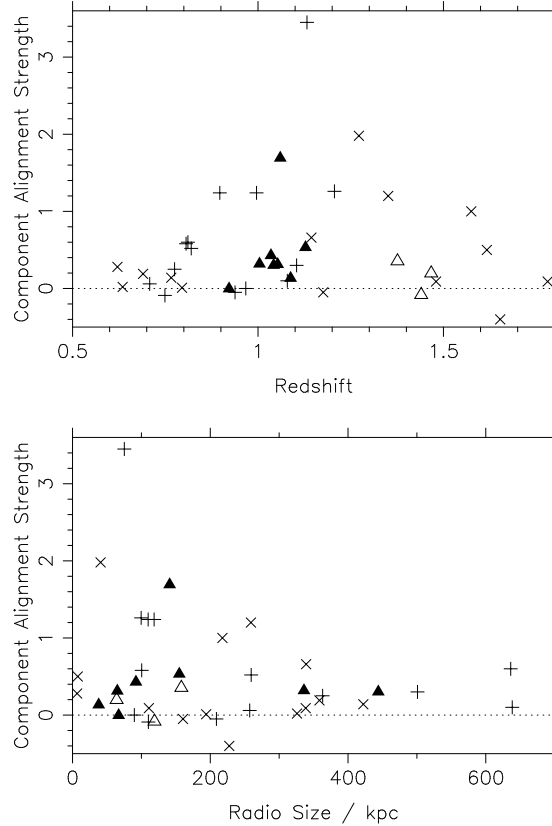 Component Alignment Strength
3
2
1
0
0.5 1 1.5
Redshift
Component Alignment Strength
3
2
1
0
0 200 400 600
Radio Size / kpc